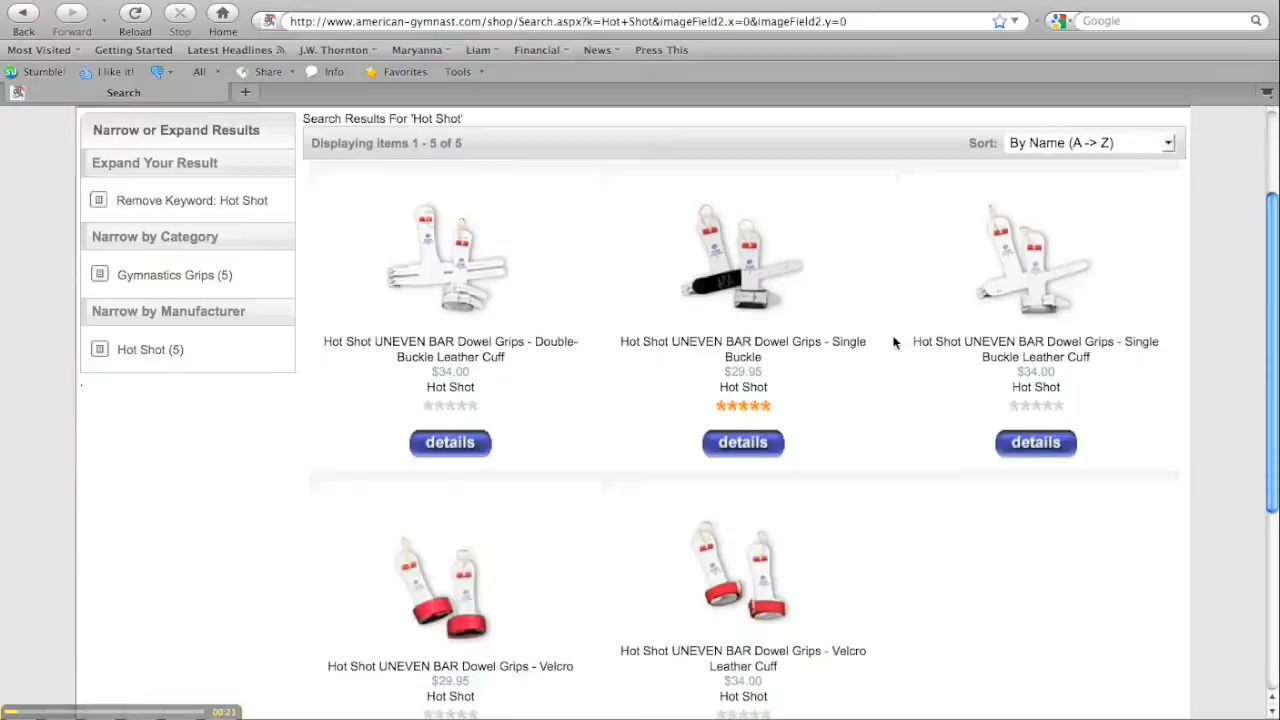 Back
Forward
Reload
Stop
Home
http://www.american-gymnast.com/shop/Search.aspx?k=Hot+Shot&imageField2.x=0&imageField2.y=0
Google
Most Visited
Getting Started
Latest Headlines
J.W. Thornton
Maryanna
Liam
Financial
News
Press This
Stumble!
I like it!
All
Share
Info
Favorites
Tools
Search
Narrow or Expand Results
Expand Your Result
Remove Keyword: Hot Shot
Narrow by Category
Gymnastics Grips (5)
Narrow by Manufacturer
Hot Shot (5)
Search Results For 'Hot Shot'
Displaying items 1 - 5 of 5
Sort: By Name (A -> Z)
Hot Shot UNEVEN BAR Dowel Grips - Double-
Buckle Leather Cuff
$34.00
Hot Shot
details
Hot Shot UNEVEN BAR Dowel Grips - Single
Buckle
$29.95
Hot Shot
details
Hot Shot UNEVEN BAR Dowel Grips - Single
Buckle Leather Cuff
$34.00
Hot Shot
details
Hot Shot UNEVEN BAR Dowel Grips - Velcro
$29.95
Hot Shot
Hot Shot UNEVEN BAR Dowel Grips - Velcro
Leather Cuff
$34.00
Hot Shot
00:21